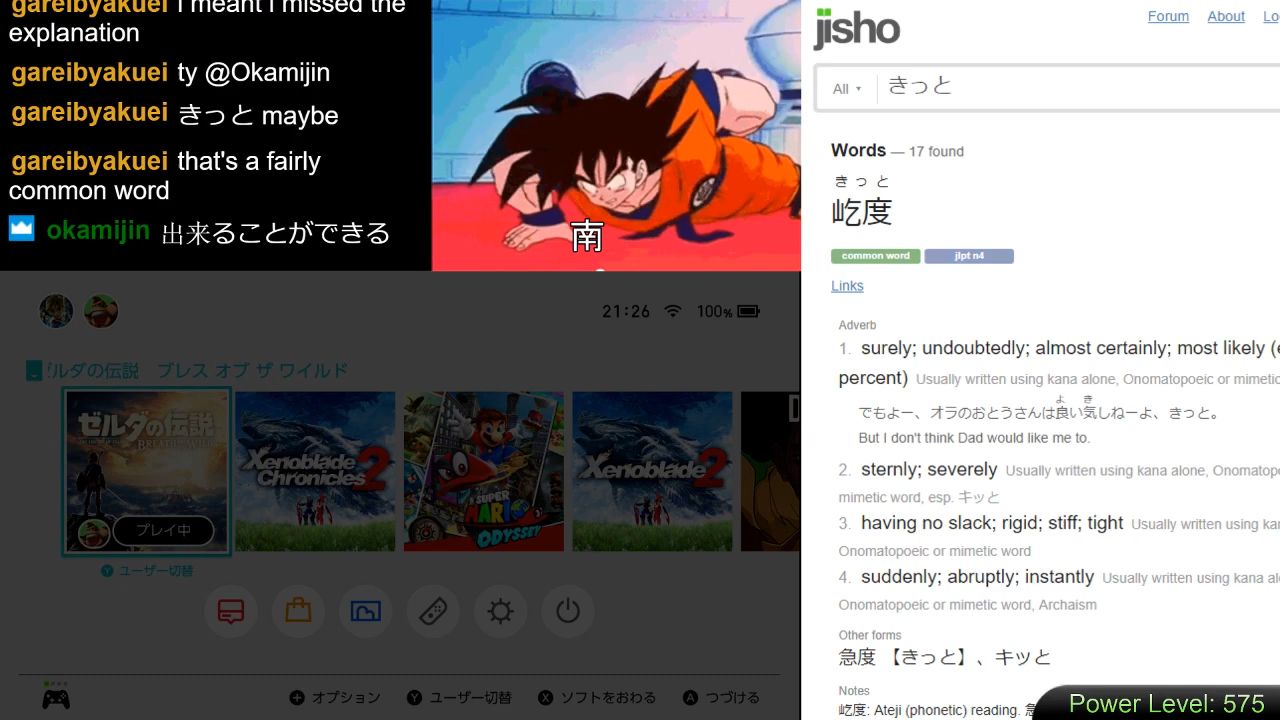 gareibyakuei I meant I missed the
explanation
gareibyakuei ty @Okamijin
gareibyakuei きっと maybe
gareibyakuei that's a fairly
common word
okamijin 出来ることができる
南
21:26 100%
ルダの伝説 ブレス オブ ザ ワイルド
ゼルダの伝説
BREATH OF THE WILD
プレイ中
Xenoblade
Chronicles 2
SUPER
MARIO
ODYSSEY
Xenoblade 2
D
Y ユーザー切替
+ オプション Y ユーザー切替 X ソフトをおわる A つづける
jisho
Forum About Lo
All きっと
Words — 17 found
きっと
屹度
common word jlpt n4
Links
Adverb
1. surely; undoubtedly; almost certainly; most likely (e
percent) Usually written using kana alone, Onomatopoeic or mimetic
よ き
でもよー、オラのおとうさんは良い気しねーよ、きっと。
But I don't think Dad would like me to.
2. sternly; severely Usually written using kana alone, Onomatope
mimetic word, esp. キッと
3. having no slack; rigid; stiff; tight Usually written using kan
Onomatopoeic or mimetic word
4. suddenly; abruptly; instantly Usually written using kana al
Onomatopoeic or mimetic word, Archaism
Other forms
急度 【きっと】、キッと
Notes
屹度: Ateji (phonetic) reading. 急
Power Level: 575